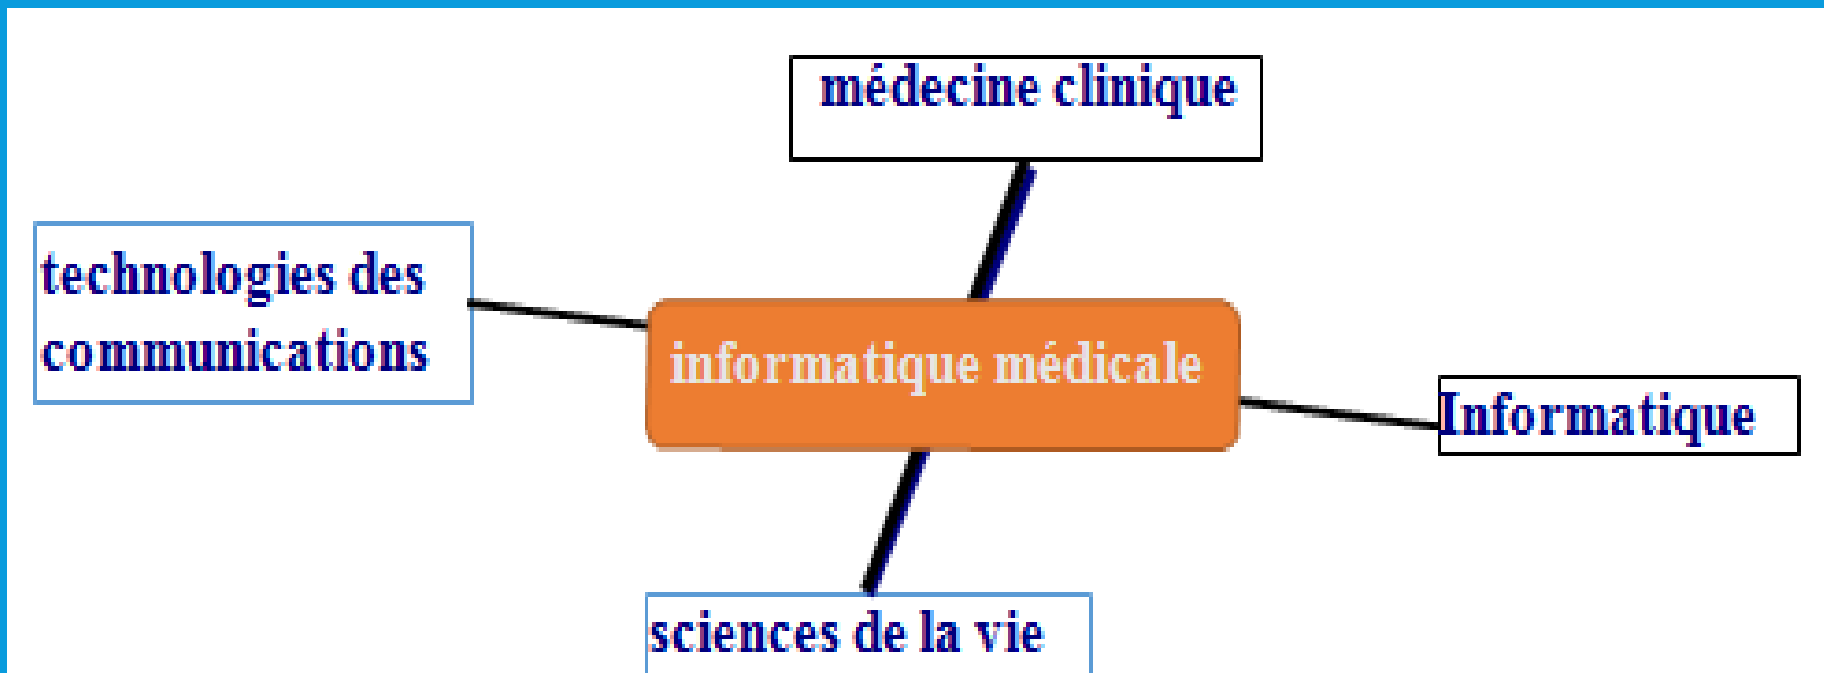 médecine clinique
technologies des
communications
informatique médicale
Informatique
sciences de la vie